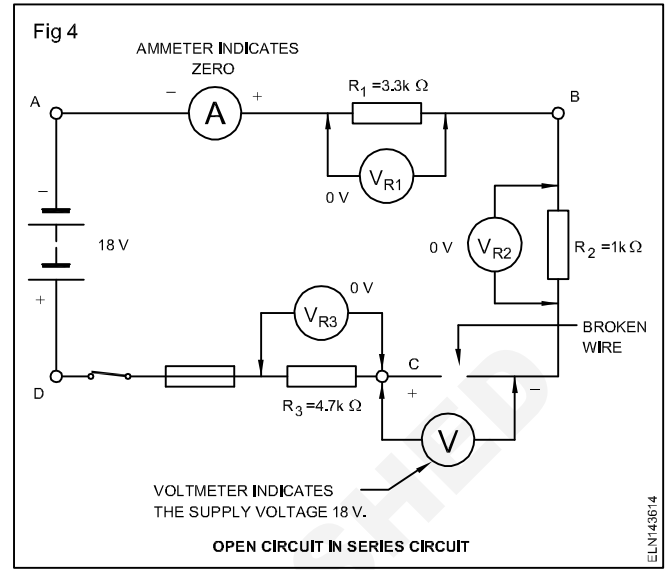 Fig 4
AMMETER INDICATES
ZERO
A
− A +
R1 =3.3k Ω
B
VR1
0 V
−
18 V
+
0 V
VR2
R2 =1k Ω
0 V
VR3
C
BROKEN
WIRE
D
R3 =4.7k Ω
+
−
V
VOLTMETER INDICATES
THE SUPPLY VOLTAGE 18 V.
OPEN CIRCUIT IN SERIES CIRCUIT
ELN143614
SHED